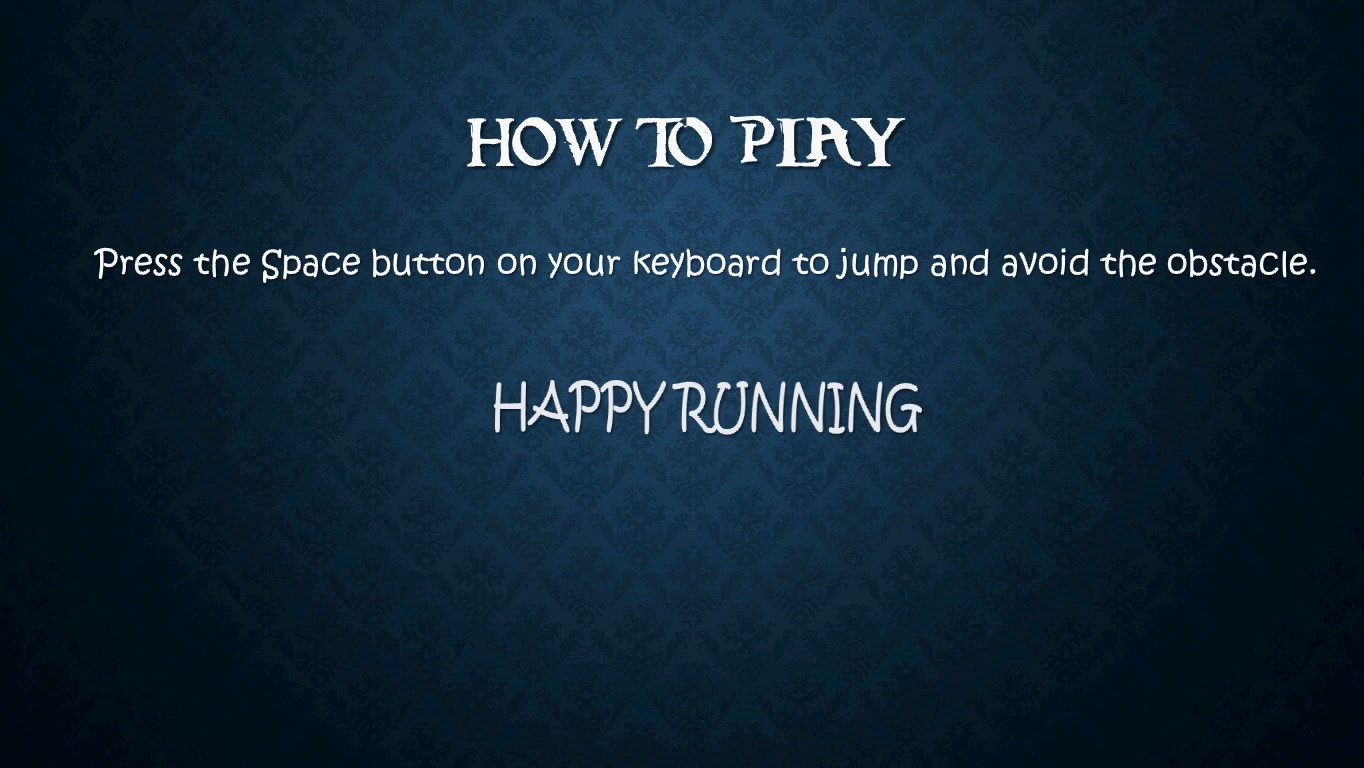 HOW TO PLAY
Press the Space button on your keyboard to jump and avoid the obstacle.
HAPPY RUNNING